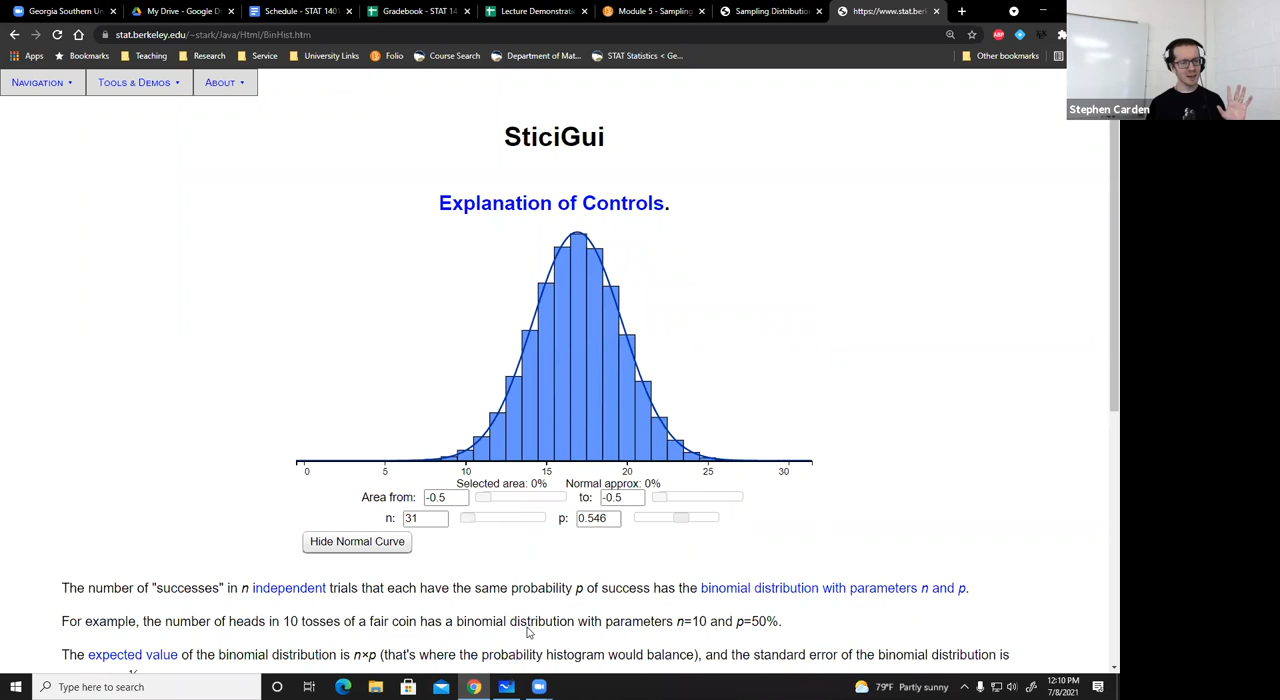 Georgia Southern Un
My Drive - Google D
Schedule - STAT 1401
Gradebook - STAT 14
Lecture Demonstrati
Module 5 - Sampling
Sampling Distributio
https://www.stat.ber
stat.berkeley.edu/~stark/Java/Html/BinHist.htm
ABP
Apps
Bookmarks
Teaching
Research
Service
University Links
Folio
Course Search
Department of Mat...
STAT Statistics < Ge...
Other bookmarks
Stephen Carden
NAVIGATION
TOOLS & DEMOS
ABOUT
SticiGui
Explanation of Controls.
0 5 10 15 20 25 30
Selected area: 0% Normal approx: 0%
Area from: -0.5 to: -0.5
n: 31 p: 0.546
Hide Normal Curve
The number of "successes" in n independent trials that each have the same probability p of success has the binomial distribution with parameters n and p.
For example, the number of heads in 10 tosses of a fair coin has a binomial distribution with parameters n=10 and p=50%.
The expected value of the binomial distribution is n×p (that's where the probability histogram would balance), and the standard error of the binomial distribution is
Type here to search
79°F Partly sunny
12:10 PM
7/8/2021